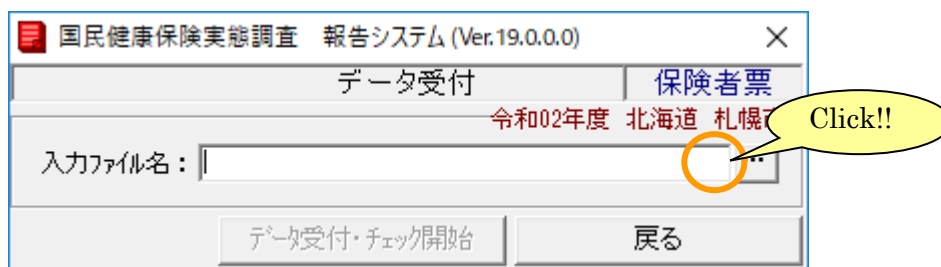 国民健康保険実態調査 報告システム (Ver.19.0.0.0)
データ受付 保険者票
令和02年度 北海道 札幌
Click!!
入力ファイル名：
データ受付・チェック開始 戻る